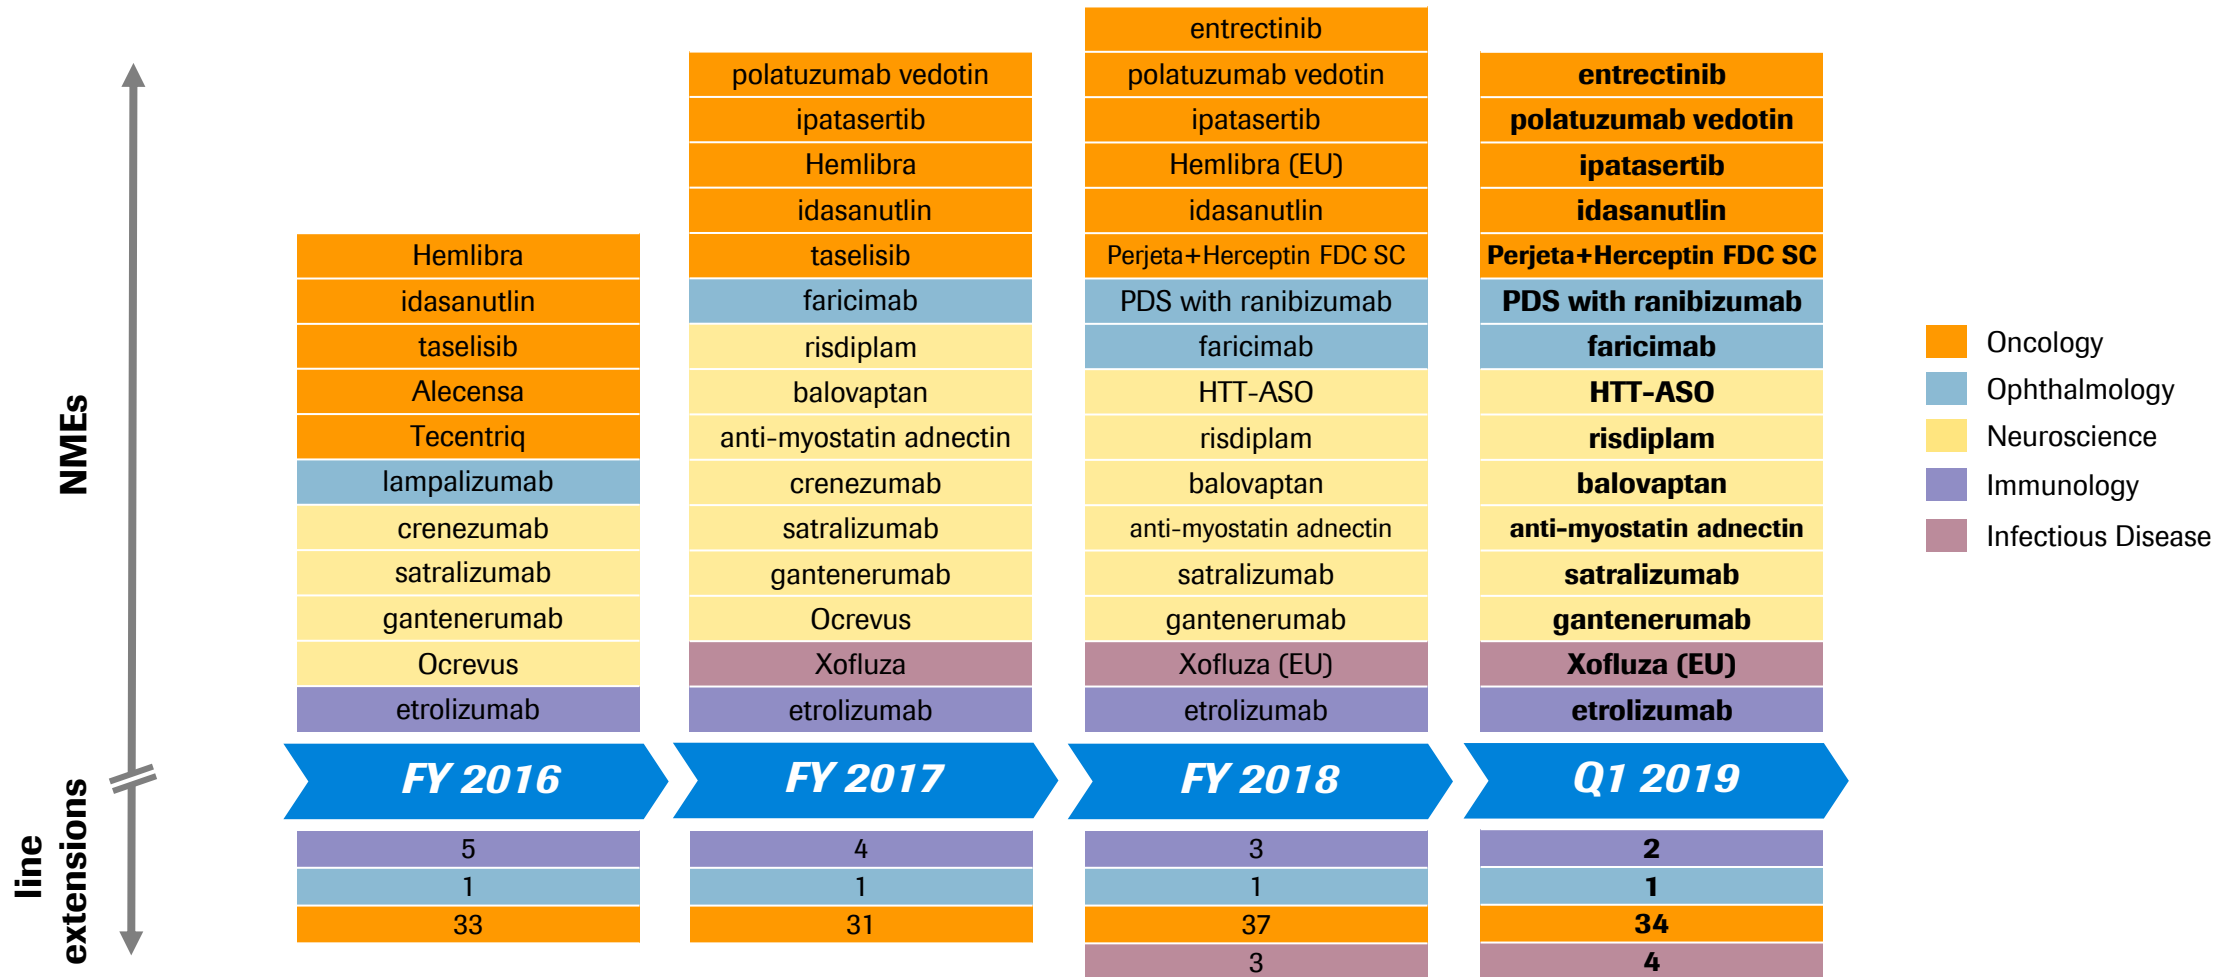 NMEs
line
extensions
Hemlibra
idasanutlin
taselisib
Alecensa
Tecentriq
lampalizumab
crenezumab
satralizumab
gantenerumab
Ocrevus
etrolizumab
FY 2016
5
1
33
polatuzumab vedotin
ipatasertib
Hemlibra
idasanutlin
taselisib
faricimab
risdiplam
balovaptan
anti-myostatin adnectin
crenezumab
satralizumab
gantenerumab
Ocrevus
Xofluza
etrolizumab
FY 2017
4
1
31
entrectinib
polatuzumab vedotin
ipatasertib
Hemlibra (EU)
idasanutlin
Perjeta+Herceptin FDC SC
PDS with ranibizumab
faricimab
HTT-ASO
risdiplam
balovaptan
anti-myostatin adnectin
satralizumab
gantenerumab
Xofluza (EU)
etrolizumab
FY 2018
3
1
37
3
entrectinib
polatuzumab vedotin
ipatasertib
idasanutlin
Perjeta+Herceptin FDC SC
PDS with ranibizumab
faricimab
HTT-ASO
risdiplam
balovaptan
anti-myostatin adnectin
satralizumab
gantenerumab
Xofluza (EU)
etrolizumab
Q1 2019
2
1
34
4
Oncology
Ophthalmology
Neuroscience
Immunology
Infectious Disease